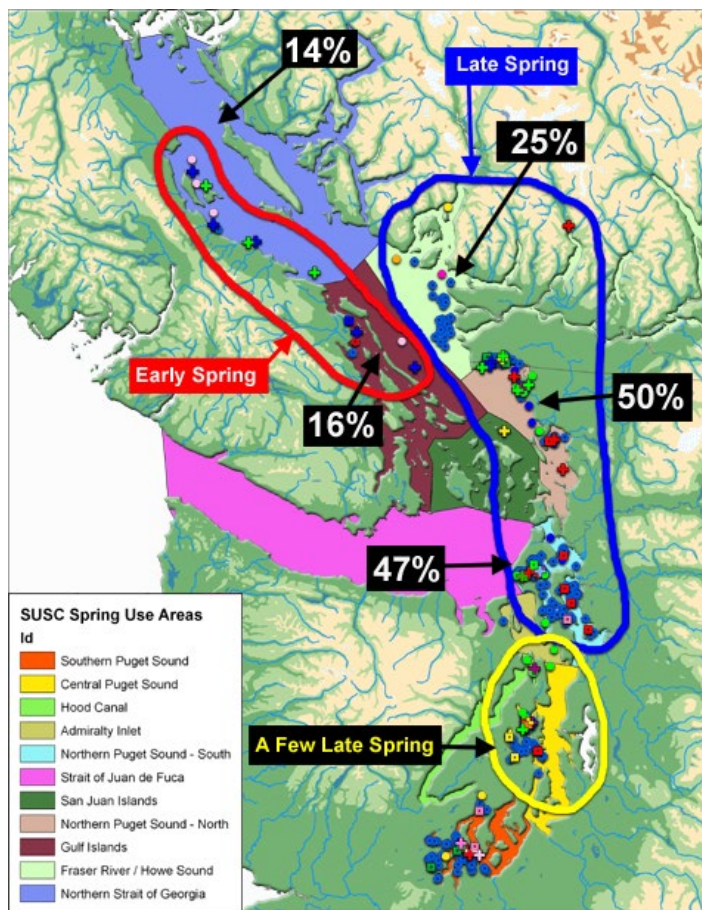 14%
Late Spring
25%
Early Spring
16%
50%
47%
A Few Late Spring
SUSC Spring Use Areas
Id
Southern Puget Sound
Central Puget Sound
Hood Canal
Admiralty Inlet
Northern Puget Sound - South
Strait of Juan de Fuca
San Juan Islands
Northern Puget Sound - North
Gulf Islands
Fraser River / Howe Sound
Northern Strait of Georgia